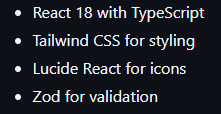 • React 18 with TypeScript
• Tailwind CSS for styling
• Lucide React for icons
• Zod for validation